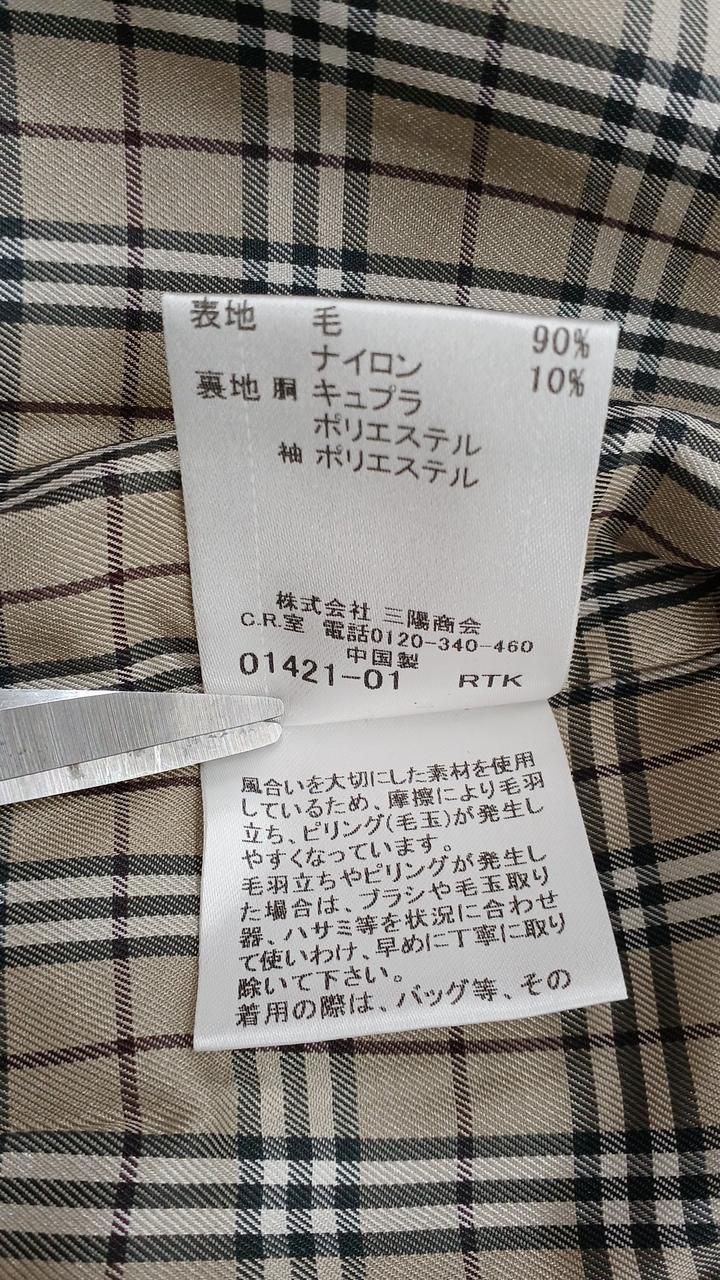 表地 毛 90%
ナイロン 10%
裏地 胴 キュプラ
ポリエステル
袖 ポリエステル
株式会社 三陽商会
C.R.室 電話0120-340-460
中国製
01421-01 RTK
風合いを大切にした素材を使用
しているため、摩擦により毛羽
立ち、ピリング(毛玉)が発生し
やすくなっています。
毛羽立ちやピリングが発生し
た場合は、ブラシや毛玉取り
器、ハサミ等を状況に合わせ
て使いわけ、早めに丁寧に取り
除いて下さい。
着用の際は、バッグ等、その